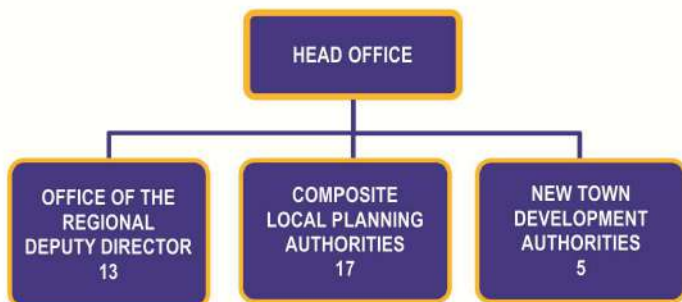 HEAD OFFICE
OFFICE OF THE
REGIONAL
DEPUTY DIRECTOR
13
COMPOSITE
LOCAL PLANNING
AUTHORITIES
17
NEW TOWN
DEVELOPMENT
AUTHORITIES
5